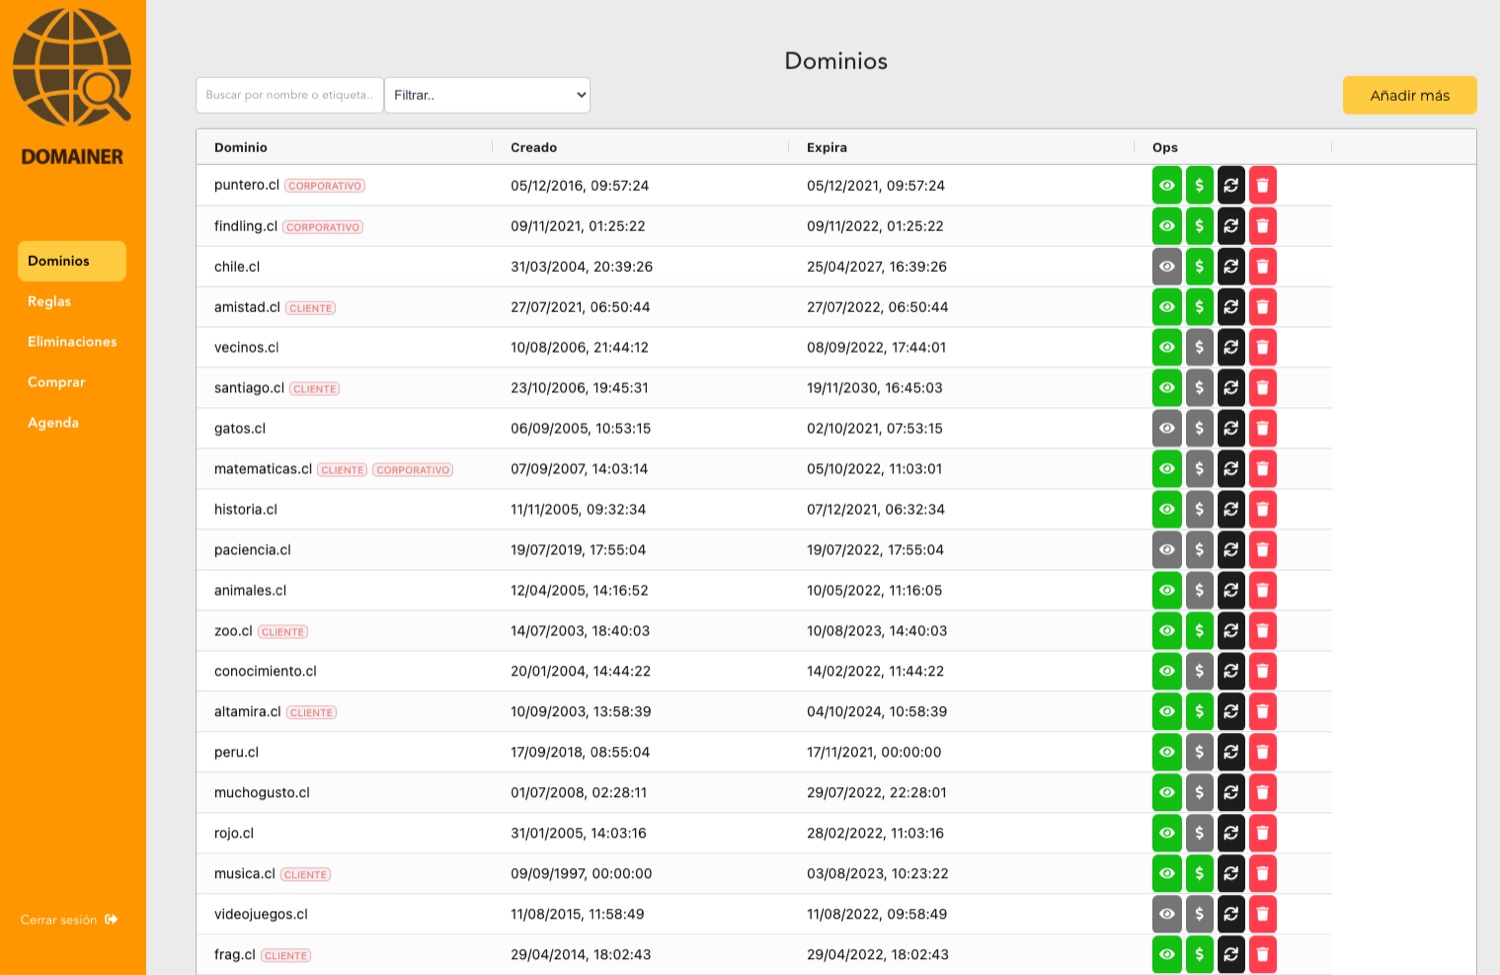 DOMAINER
Dominios
Reglas
Eliminaciones
Comprar
Agenda
Cerrar sesión
Dominios
Buscar por nombre o etiqueta.. Filtrar.. Añadir más
Dominio Creado Expira Ops
puntero.cl CORPORATIVO 05/12/2016, 09:57:24 05/12/2021, 09:57:24 $
findling.cl CORPORATIVO 09/11/2021, 01:25:22 09/11/2022, 01:25:22 $
chile.cl 31/03/2004, 20:39:26 25/04/2027, 16:39:26 $
amistad.cl CLIENTE 27/07/2021, 06:50:44 27/07/2022, 06:50:44 $
vecinos.cl 10/08/2006, 21:44:12 08/09/2022, 17:44:01 $
santiago.cl CLIENTE 23/10/2006, 19:45:31 19/11/2030, 16:45:03 $
gatos.cl 06/09/2005, 10:53:15 02/10/2021, 07:53:15 $
matematicas.cl CLIENTE CORPORATIVO 07/09/2007, 14:03:14 05/10/2022, 11:03:01 $
historia.cl 11/11/2005, 09:32:34 07/12/2021, 06:32:34 $
paciencia.cl 19/07/2019, 17:55:04 19/07/2022, 17:55:04 $
animales.cl 12/04/2005, 14:16:52 10/05/2022, 11:16:05 $
zoo.cl CLIENTE 14/07/2003, 18:40:03 10/08/2023, 14:40:03 $
conocimiento.cl 20/01/2004, 14:44:22 14/02/2022, 11:44:22 $
altamira.cl CLIENTE 10/09/2003, 13:58:39 04/10/2024, 10:58:39 $
peru.cl 17/09/2018, 08:55:04 17/11/2021, 00:00:00 $
muchogusto.cl 01/07/2008, 02:28:11 29/07/2022, 22:28:01 $
rojo.cl 31/01/2005, 14:03:16 28/02/2022, 11:03:16 $
musica.cl CLIENTE 09/09/1997, 00:00:00 03/08/2023, 10:23:22 $
videojuegos.cl 11/08/2015, 11:58:49 11/08/2022, 09:58:49 $
frag.cl CLIENTE 29/04/2014, 18:02:43 29/04/2022, 18:02:43 $